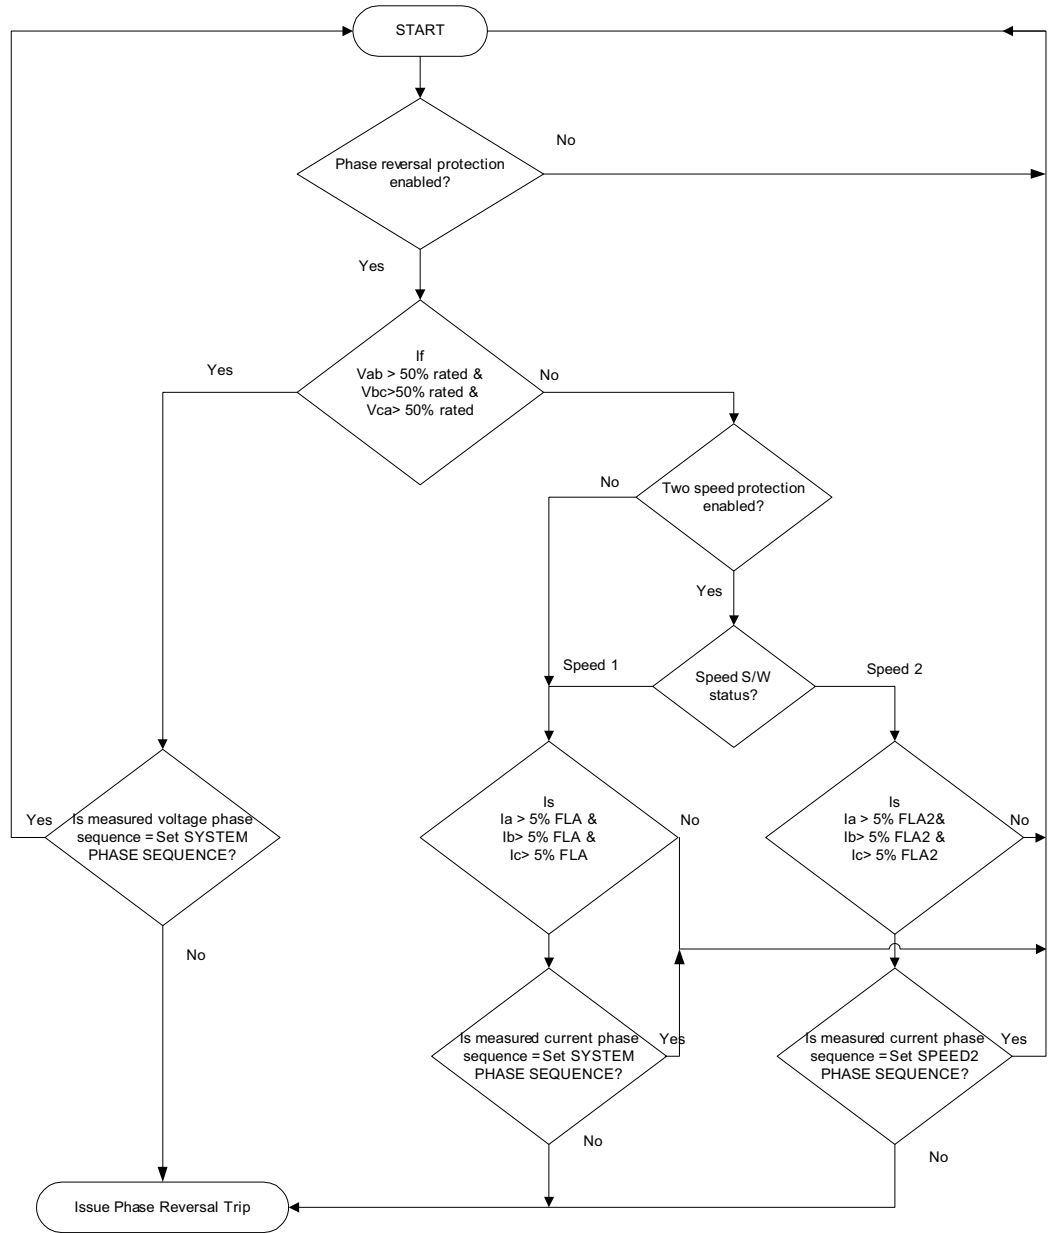 START
No
Phase reversal protection
enabled?
Yes
If
Vab > 50% rated &
Vbc>50% rated &
Vca> 50% rated
Yes
No
Two speed protection
enabled?
No
Yes
Speed 1
Speed S/W
status?
Speed 2
Yes
Is measured voltage phase
sequence = Set SYSTEM
PHASE SEQUENCE?
No
Is
Ia > 5% FLA &
Ib> 5% FLA &
Ic> 5% FLA
No
Is
Ia > 5% FLA2&
Ib> 5% FLA2 &
Ic> 5% FLA2
No
Is measured current phase
sequence = Set SYSTEM
PHASE SEQUENCE?
Yes
Is measured current phase
sequence = Set SPEED2
PHASE SEQUENCE?
Yes
No
No
Issue Phase Reversal Trip